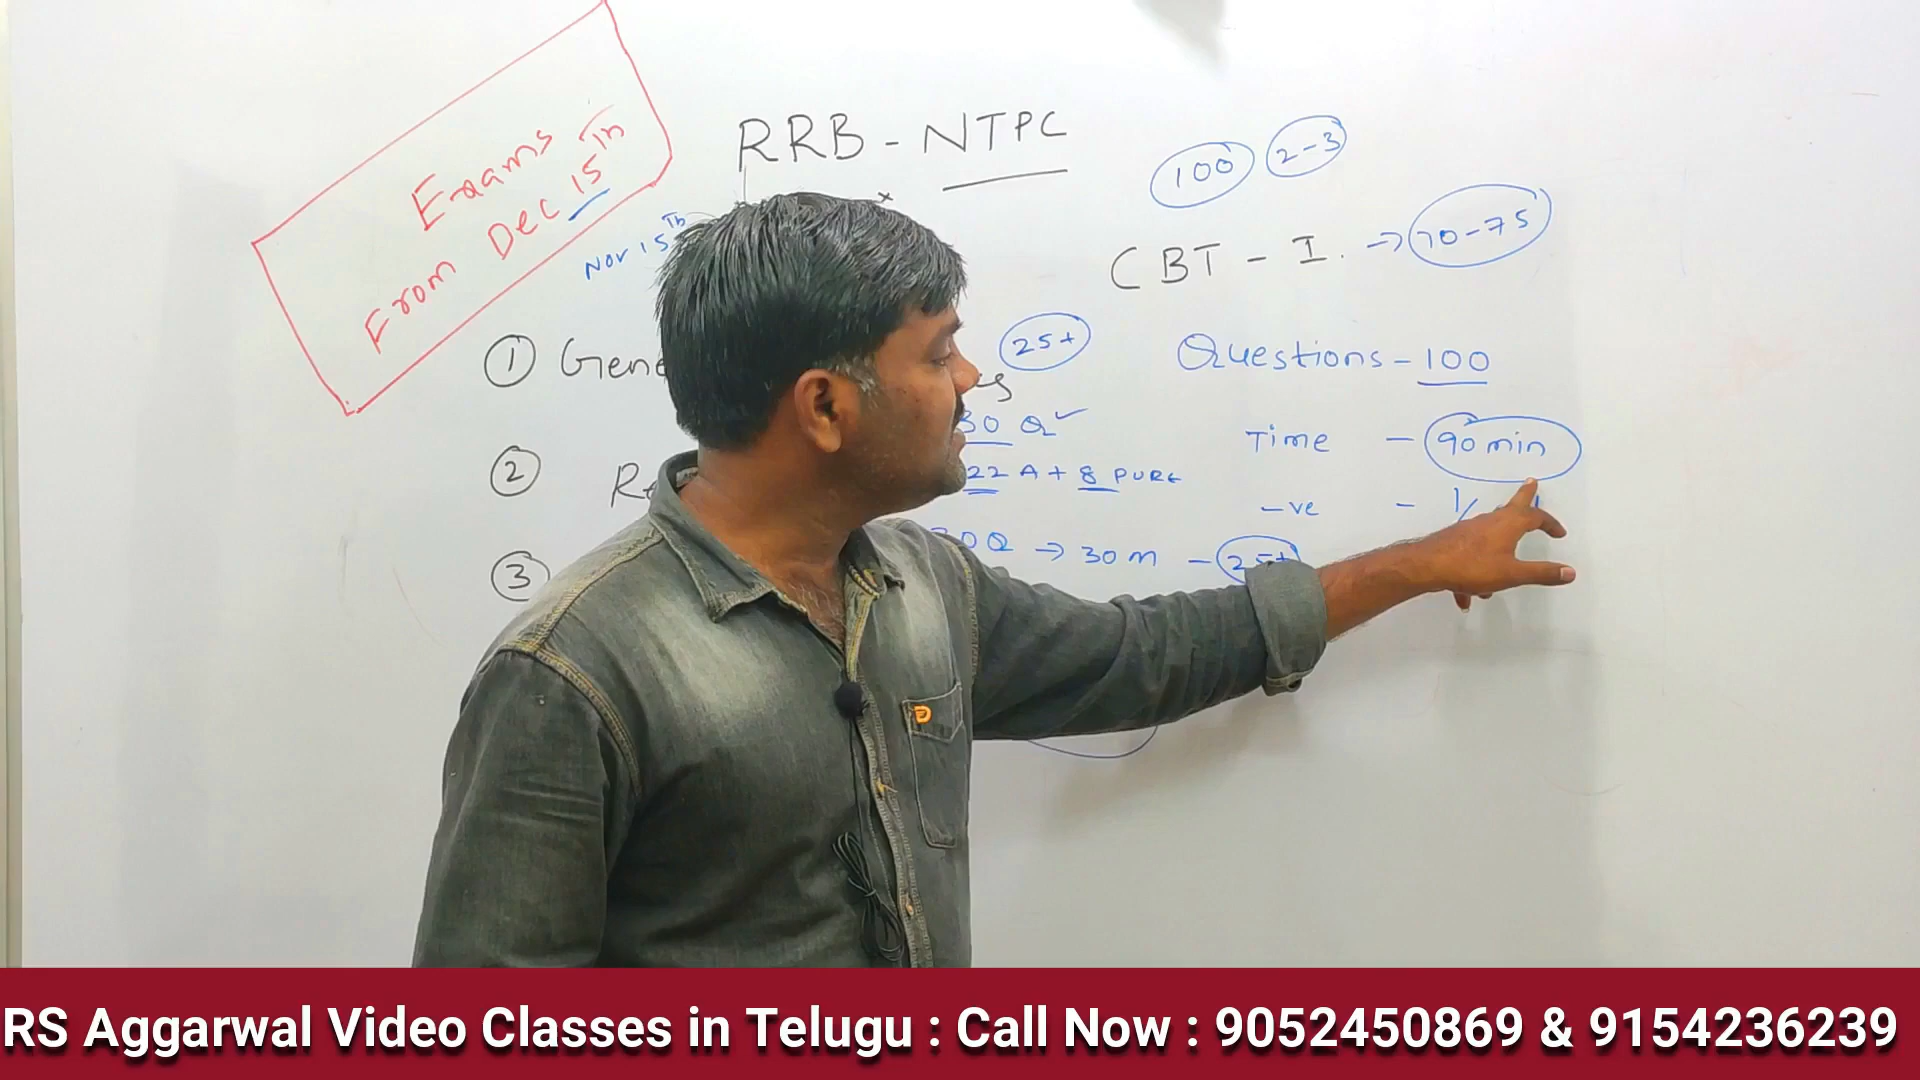 Exams
From Dec 15Th
RRB - NTPC
100 2-3
Nov 15Th
CBT - I. → 70-75
① Gene
25+
Questions - 100
30 Q ✓
Time - 90 min
②
22 A + 8 PURE
-ve - 1/
③
30Q → 30 m - 25+
RS Aggarwal Video Classes in Telugu : Call Now : 9052450869 & 9154236239